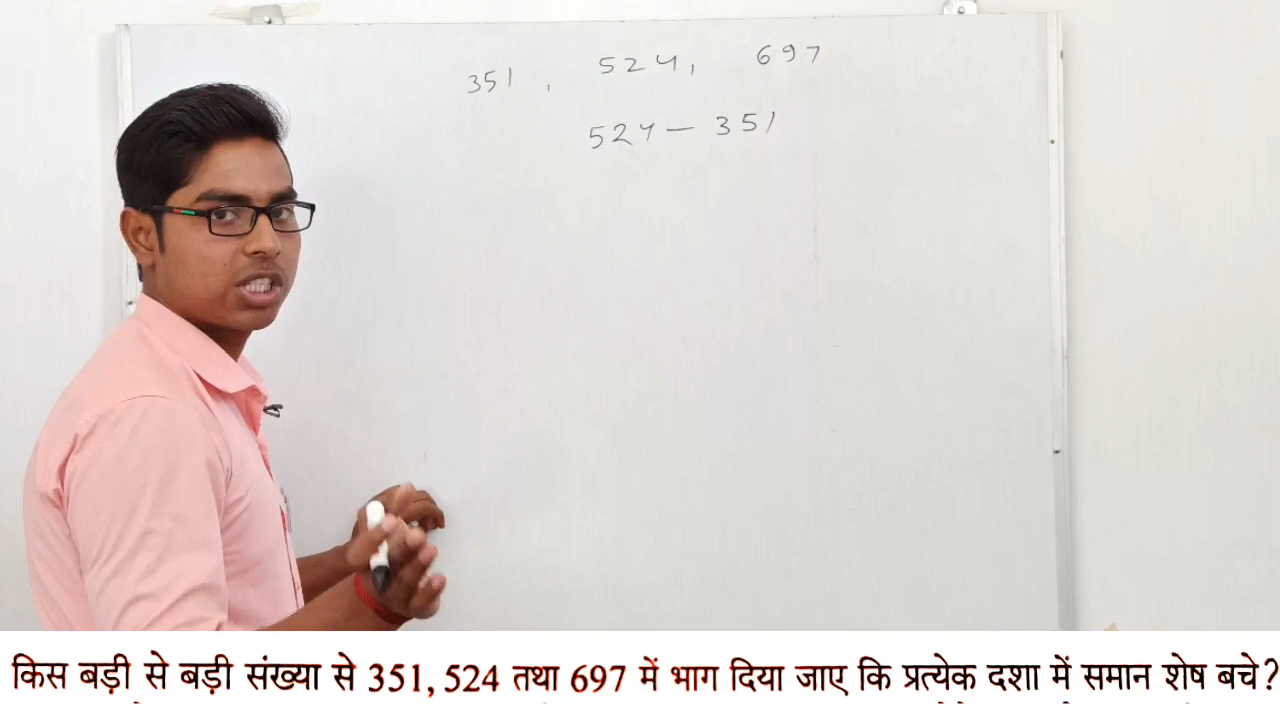 351, 524, 697
524 – 351
किस बड़ी से बड़ी संख्या से 351, 524 तथा 697 में भाग दिया जाए कि प्रत्येक दशा में समान शेष बचे?